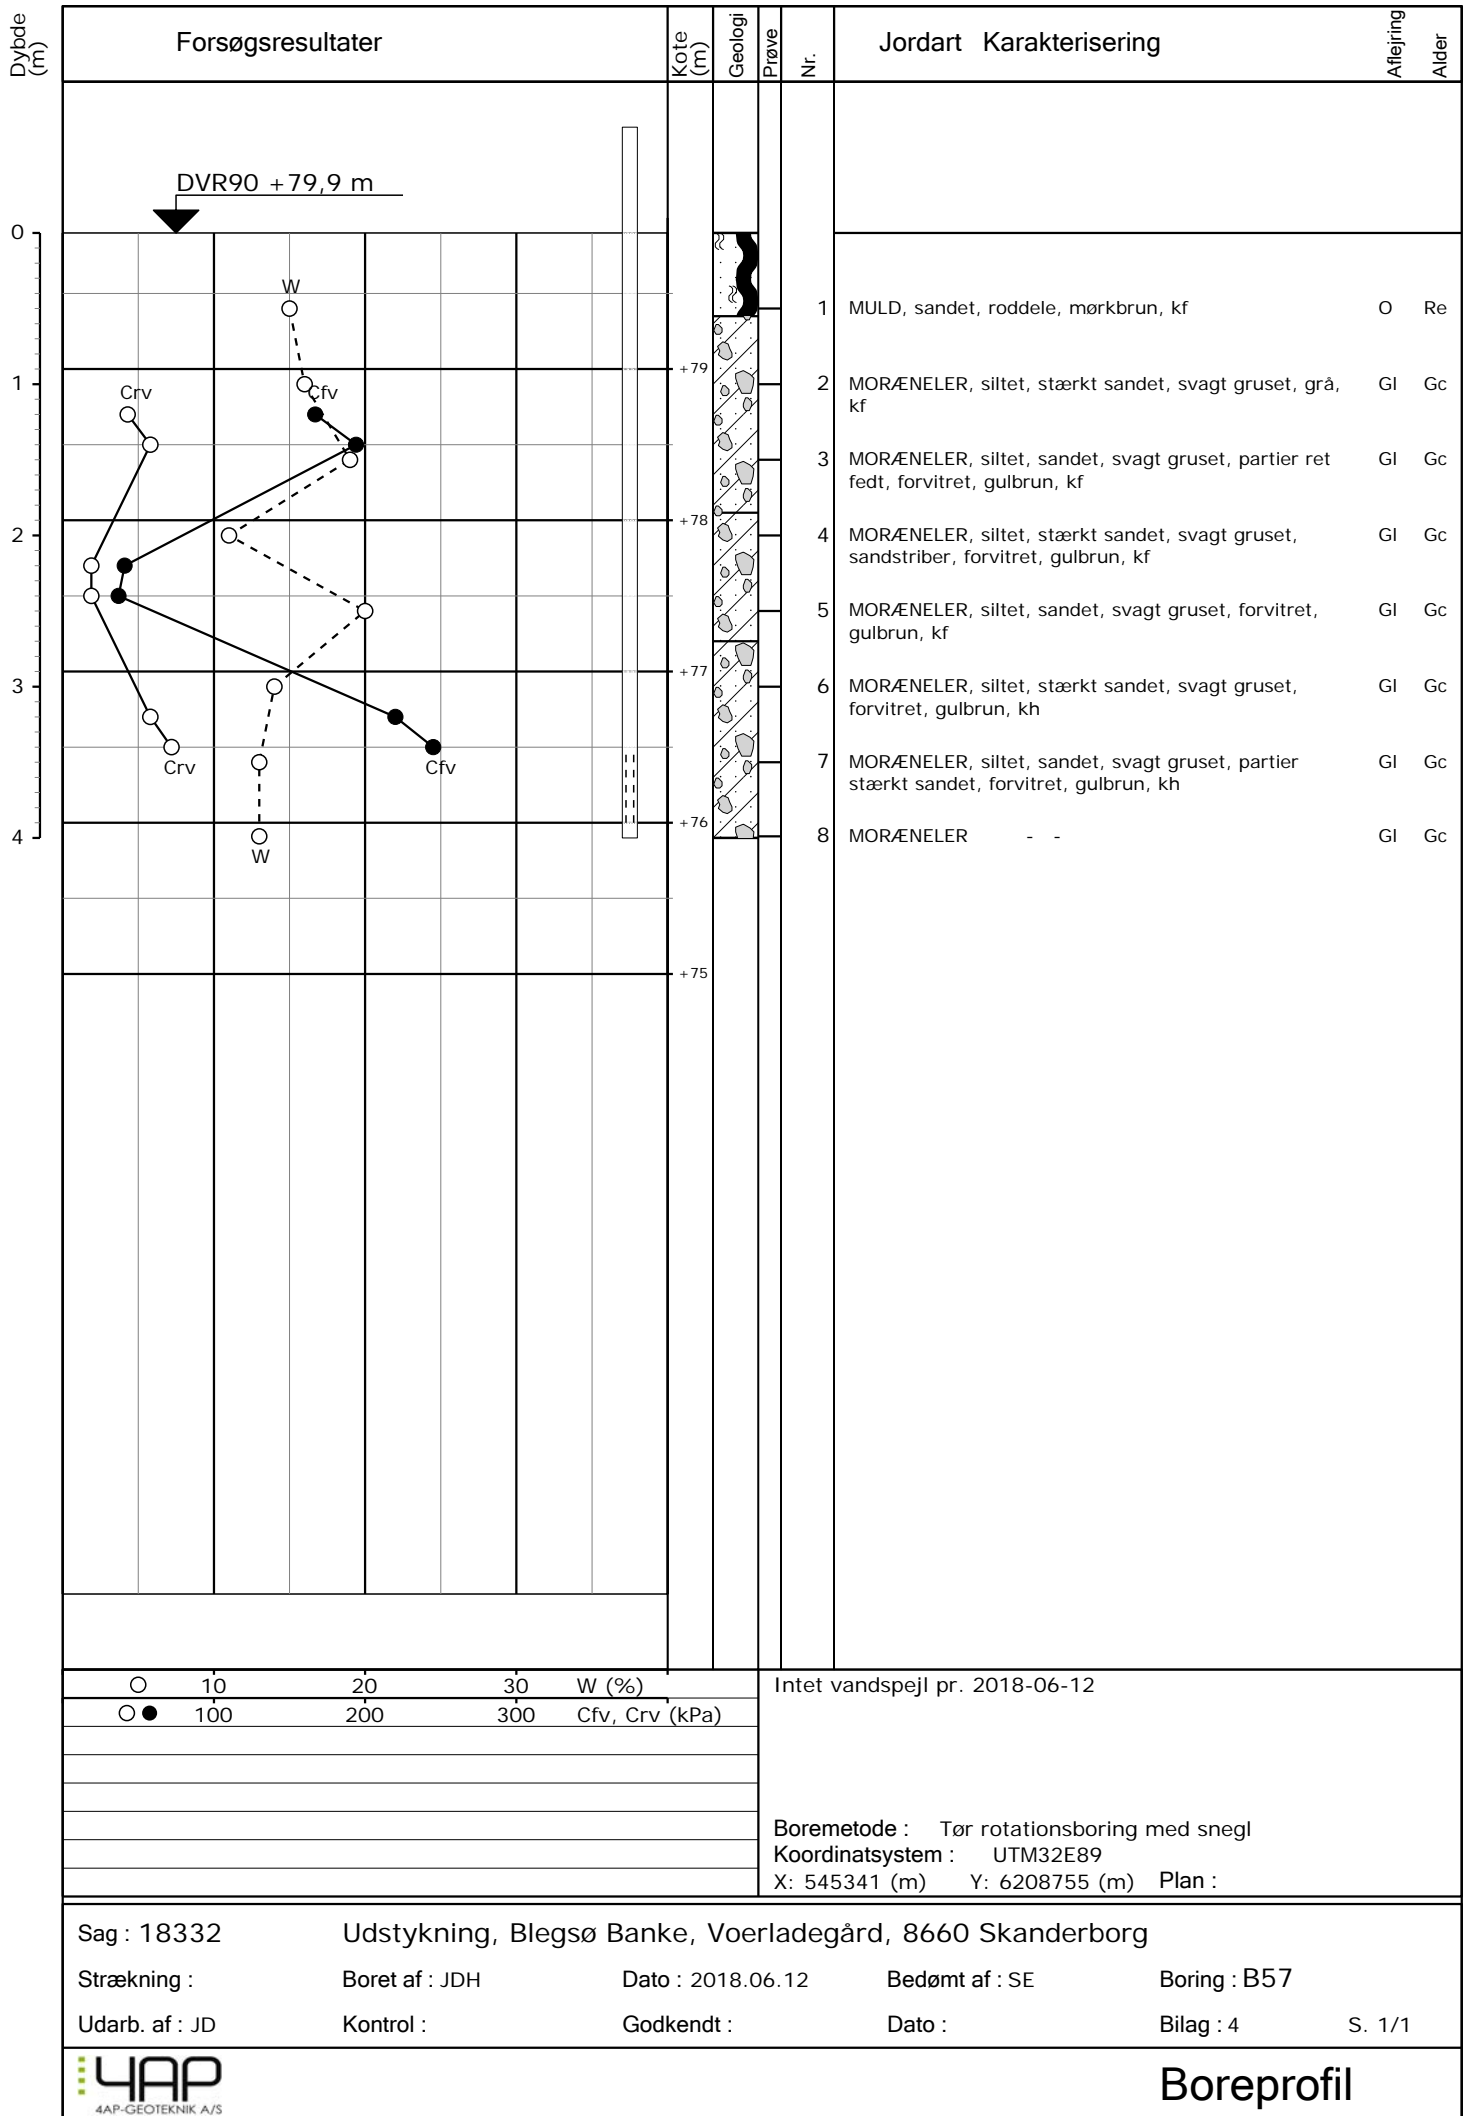 Dybde (m)
Forsøgsresultater
Kote (m)
Geologi
Prøve
Nr.
Jordart Karakterisering
Aflejring
Alder
DVR90 +79,9 m
0
W
1 MULD, sandet, roddele, mørkbrun, kf O Re
+79
1
Crv
Cfv
2 MORÆNELER, siltet, stærkt sandet, svagt gruset, grå, Gl Gc
kf
3 MORÆNELER, siltet, sandet, svagt gruset, partier ret Gl Gc
fedt, forvitret, gulbrun, kf
+78
2
4 MORÆNELER, siltet, stærkt sandet, svagt gruset, Gl Gc
sandstriber, forvitret, gulbrun, kf
5 MORÆNELER, siltet, sandet, svagt gruset, forvitret, Gl Gc
gulbrun, kf
+77
3
6 MORÆNELER, siltet, stærkt sandet, svagt gruset, Gl Gc
forvitret, gulbrun, kh
Crv
Cfv
7 MORÆNELER, siltet, sandet, svagt gruset, partier Gl Gc
stærkt sandet, forvitret, gulbrun, kh
+76
4
W
8 MORÆNELER - - Gl Gc
+75
10 20 30 W (%)
100 200 300 Cfv, Crv (kPa)
Intet vandspejl pr. 2018-06-12
Boremetode : Tør rotationsboring med snegl
Koordinatsystem : UTM32E89
X: 545341 (m) Y: 6208755 (m) Plan :
Sag : 18332 Udstykning, Blegsø Banke, Voerladegård, 8660 Skanderborg
Strækning : Boret af : JDH Dato : 2018.06.12 Bedømt af : SE Boring : B57
Udarb. af : JD Kontrol : Godkendt : Dato : Bilag : 4 S. 1/1
4AP
4AP-GEOTEKNIK A/S
Boreprofil